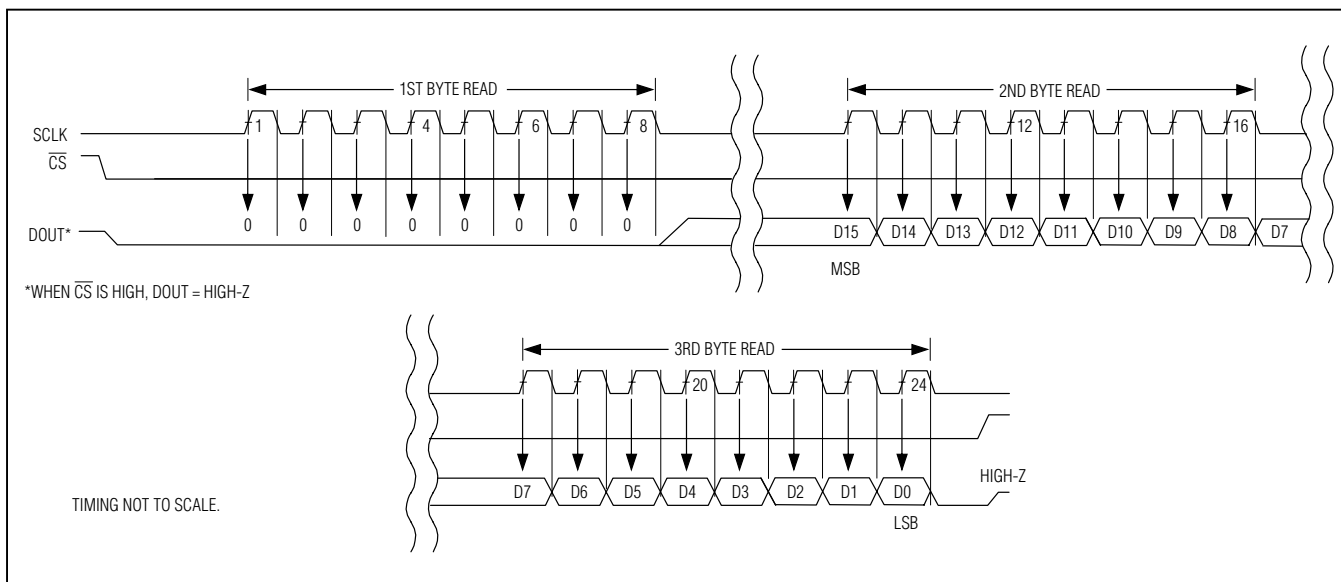 1ST BYTE READ
2ND BYTE READ
SCLK 1 4 6 8 12 16
CS
0 0 0 0 0 0 0 0
DOUT* D15 D14 D13 D12 D11 D10 D9 D8 D7
MSB
*WHEN CS IS HIGH, DOUT = HIGH-Z
3RD BYTE READ
20 24
HIGH-Z
D7 D6 D5 D4 D3 D2 D1 D0
TIMING NOT TO SCALE.
LSB